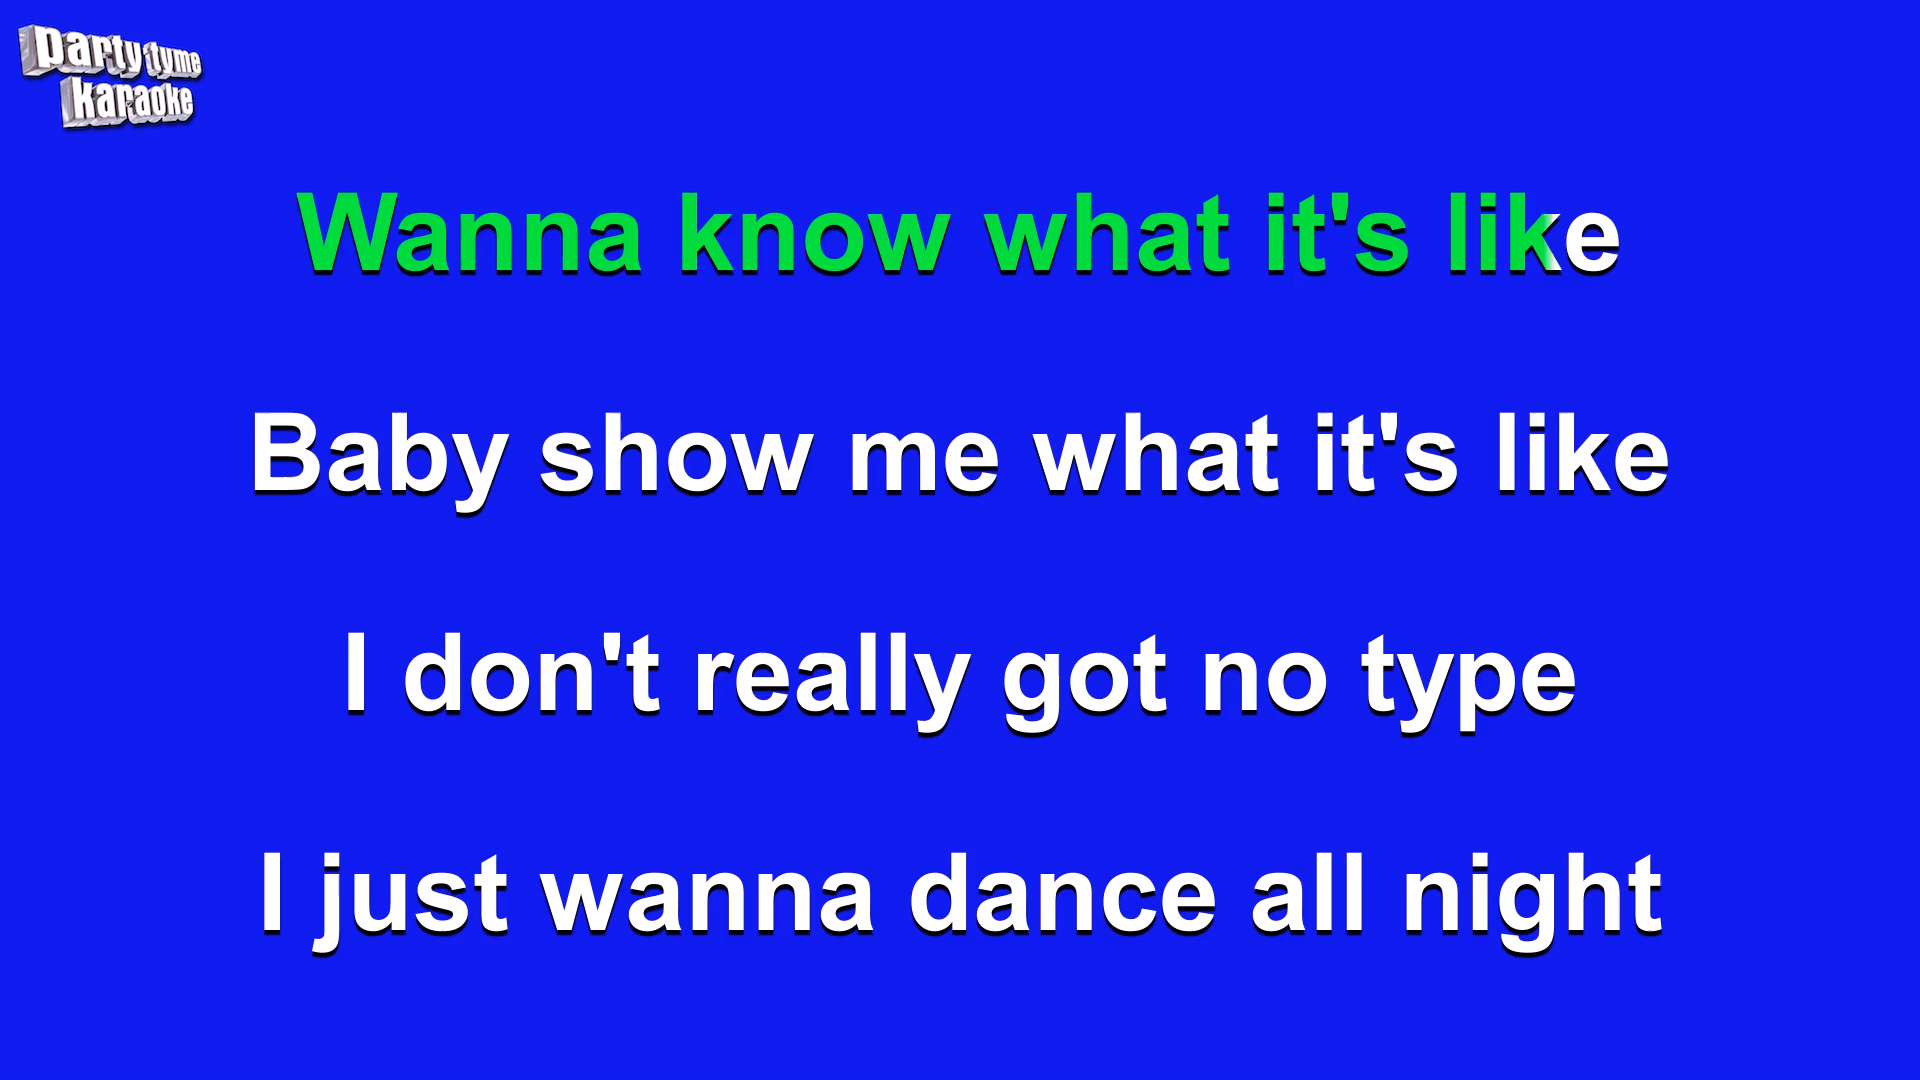 party tyme
karaoke
Wanna know what it's like
Baby show me what it's like
I don't really got no type
I just wanna dance all night